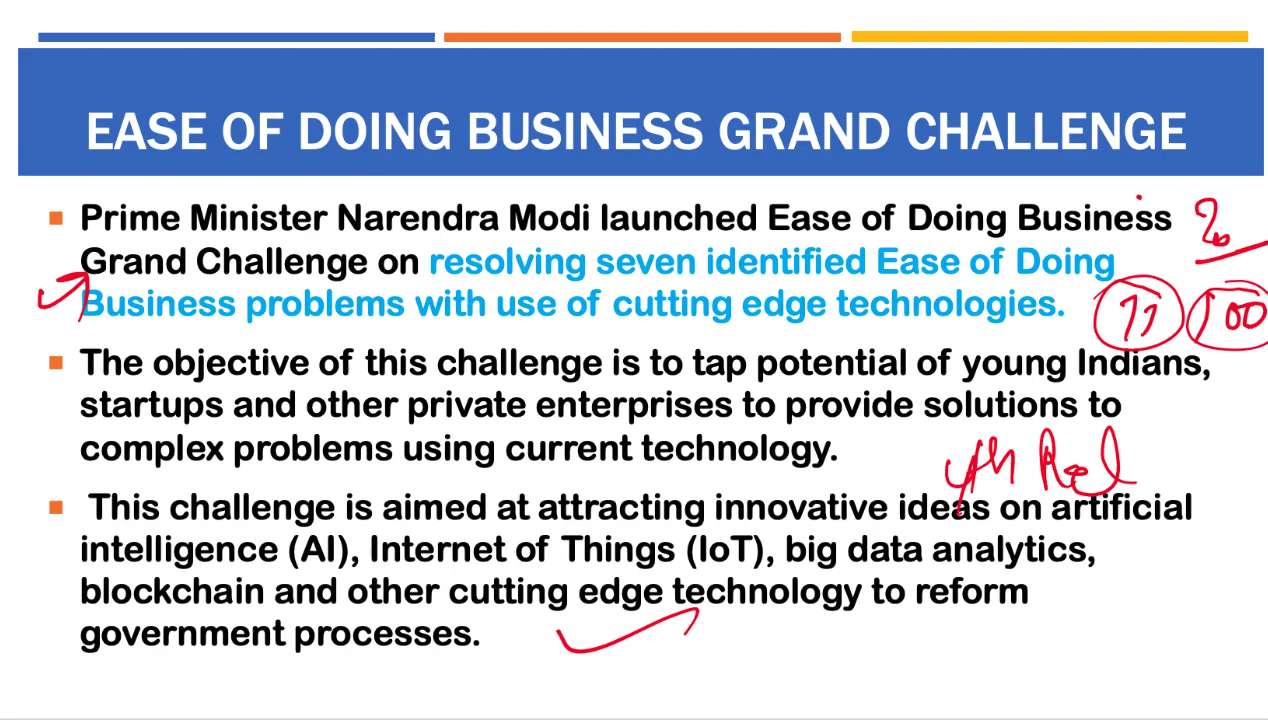 EASE OF DOING BUSINESS GRAND CHALLENGE
Prime Minister Narendra Modi launched Ease of Doing Business
Grand Challenge on resolving seven identified Ease of Doing
Business problems with use of cutting edge technologies.
77 100
The objective of this challenge is to tap potential of young Indians,
startups and other private enterprises to provide solutions to
complex problems using current technology.
This challenge is aimed at attracting innovative ideas on artificial
intelligence (AI), Internet of Things (IoT), big data analytics,
blockchain and other cutting edge technology to reform
government processes.